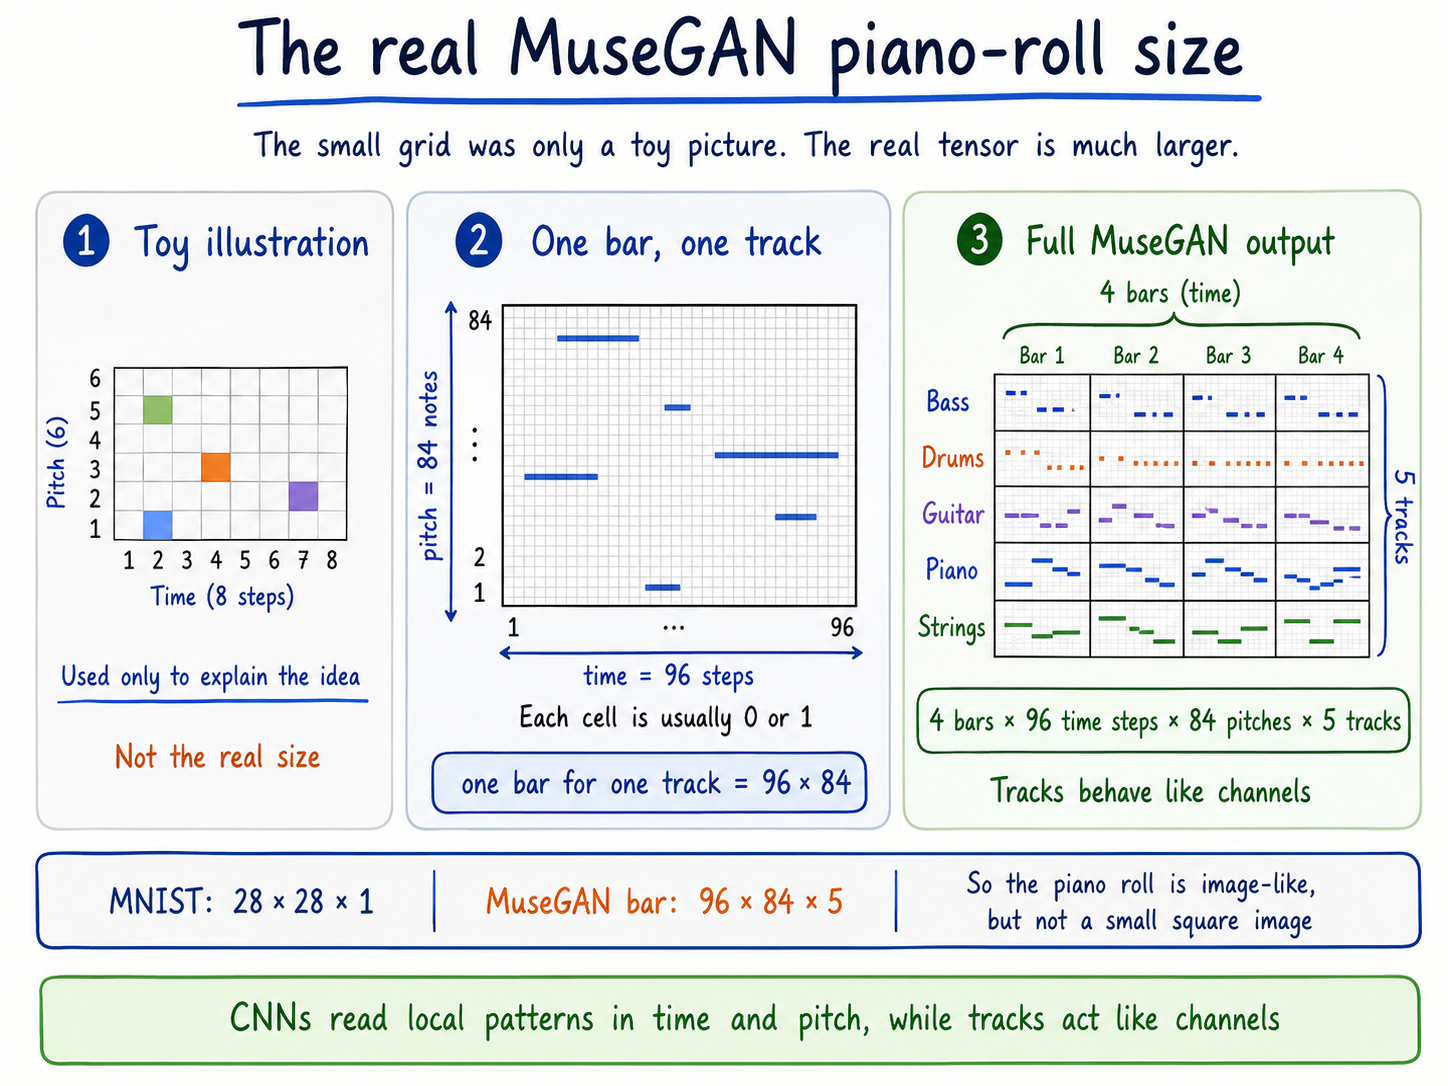 The real MuseGAN piano-roll size
The small grid was only a toy picture. The real tensor is much larger.
1 Toy illustration
Pitch (6)
6
5
4
3
2
1
1 2 3 4 5 6 7 8
Time (8 steps)
Used only to explain the idea
Not the real size
2 One bar, one track
pitch = 84 notes
84
⋮
2
1
1 ... 96
time = 96 steps
Each cell is usually 0 or 1
one bar for one track = 96 × 84
3 Full MuseGAN output
4 bars (time)
Bar 1 Bar 2 Bar 3 Bar 4
Bass
Drums
Guitar
Piano
Strings
5 tracks
4 bars × 96 time steps × 84 pitches × 5 tracks
Tracks behave like channels
MNIST: 28 × 28 × 1
MuseGAN bar: 96 × 84 × 5
So the piano roll is image-like,
but not a small square image
CNNs read local patterns in time and pitch, while tracks act like channels